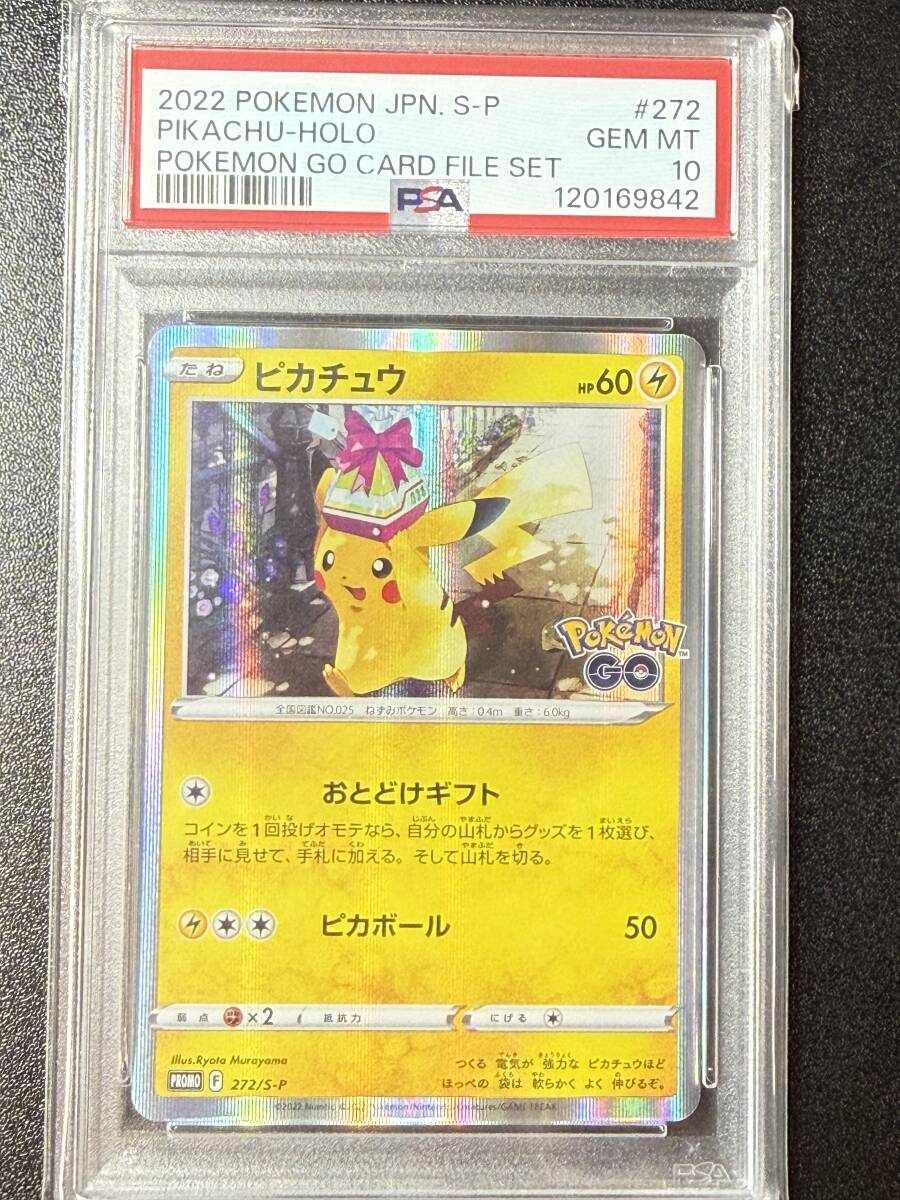 2022 POKEMON JPN. S-P #272
PIKACHU-HOLO GEM MT
POKEMON GO CARD FILE SET 10
120169842
PSA
たね ピカチュウ HP60
POKéMON™
GO
全国図鑑NO.025 ねずみポケモン 高さ：0.4m 重さ：6.0kg
おとどけギフト
コインを1回投げオモテなら、自分の山札からグッズを1枚選び、
相手に見せて、手札に加える。そして山札を切る。
ピカボール 50
弱点 ×2 抵抗力 にげる
Illus.Ryota Murayama
つくる 電気が 強力な ピカチュウほど
PROMO F 272/S-P
ほっぺの 袋は 軟らかく よく 伸びるぞ。
©2022 Niantic, Pokémon/Nintendo/Creatures/GAME FREAK
PSA